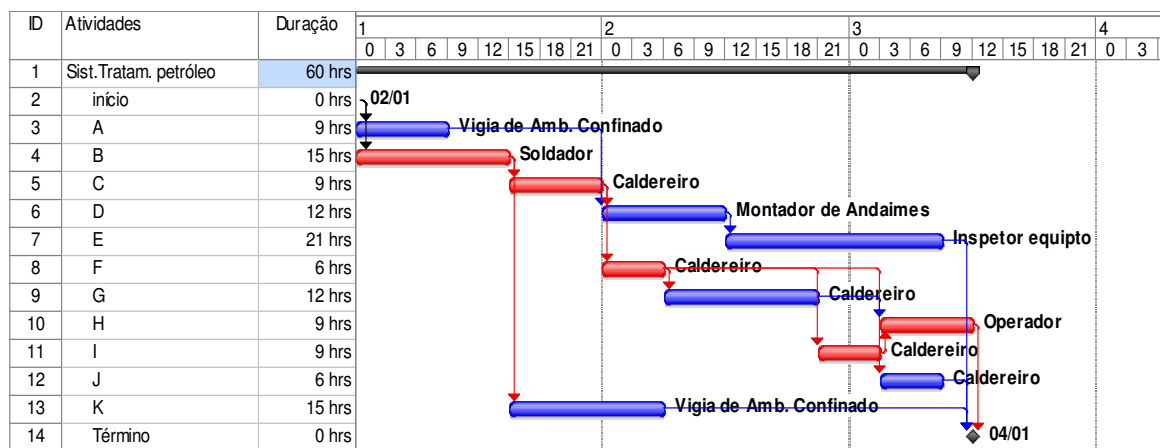 ID Atividades Duração 1 2 3 4
0 3 6 9 12 15 18 21 0 3 6 9 12 15 18 21 0 3 6 9 12 15 18 21 0 3
1 Sist.Tratam. petróleo 60 hrs
2 início 0 hrs 02/01
3 A 9 hrs Vigia de Amb. Confinado
4 B 15 hrs Soldador
5 C 9 hrs Caldereiro
6 D 12 hrs Montador de Andaimes
7 E 21 hrs Inspetor equipto
8 F 6 hrs Caldereiro
9 G 12 hrs Caldereiro
10 H 9 hrs Operador
11 I 9 hrs Caldereiro
12 J 6 hrs Caldereiro
13 K 15 hrs Vigia de Amb. Confinado
14 Término 0 hrs 04/01